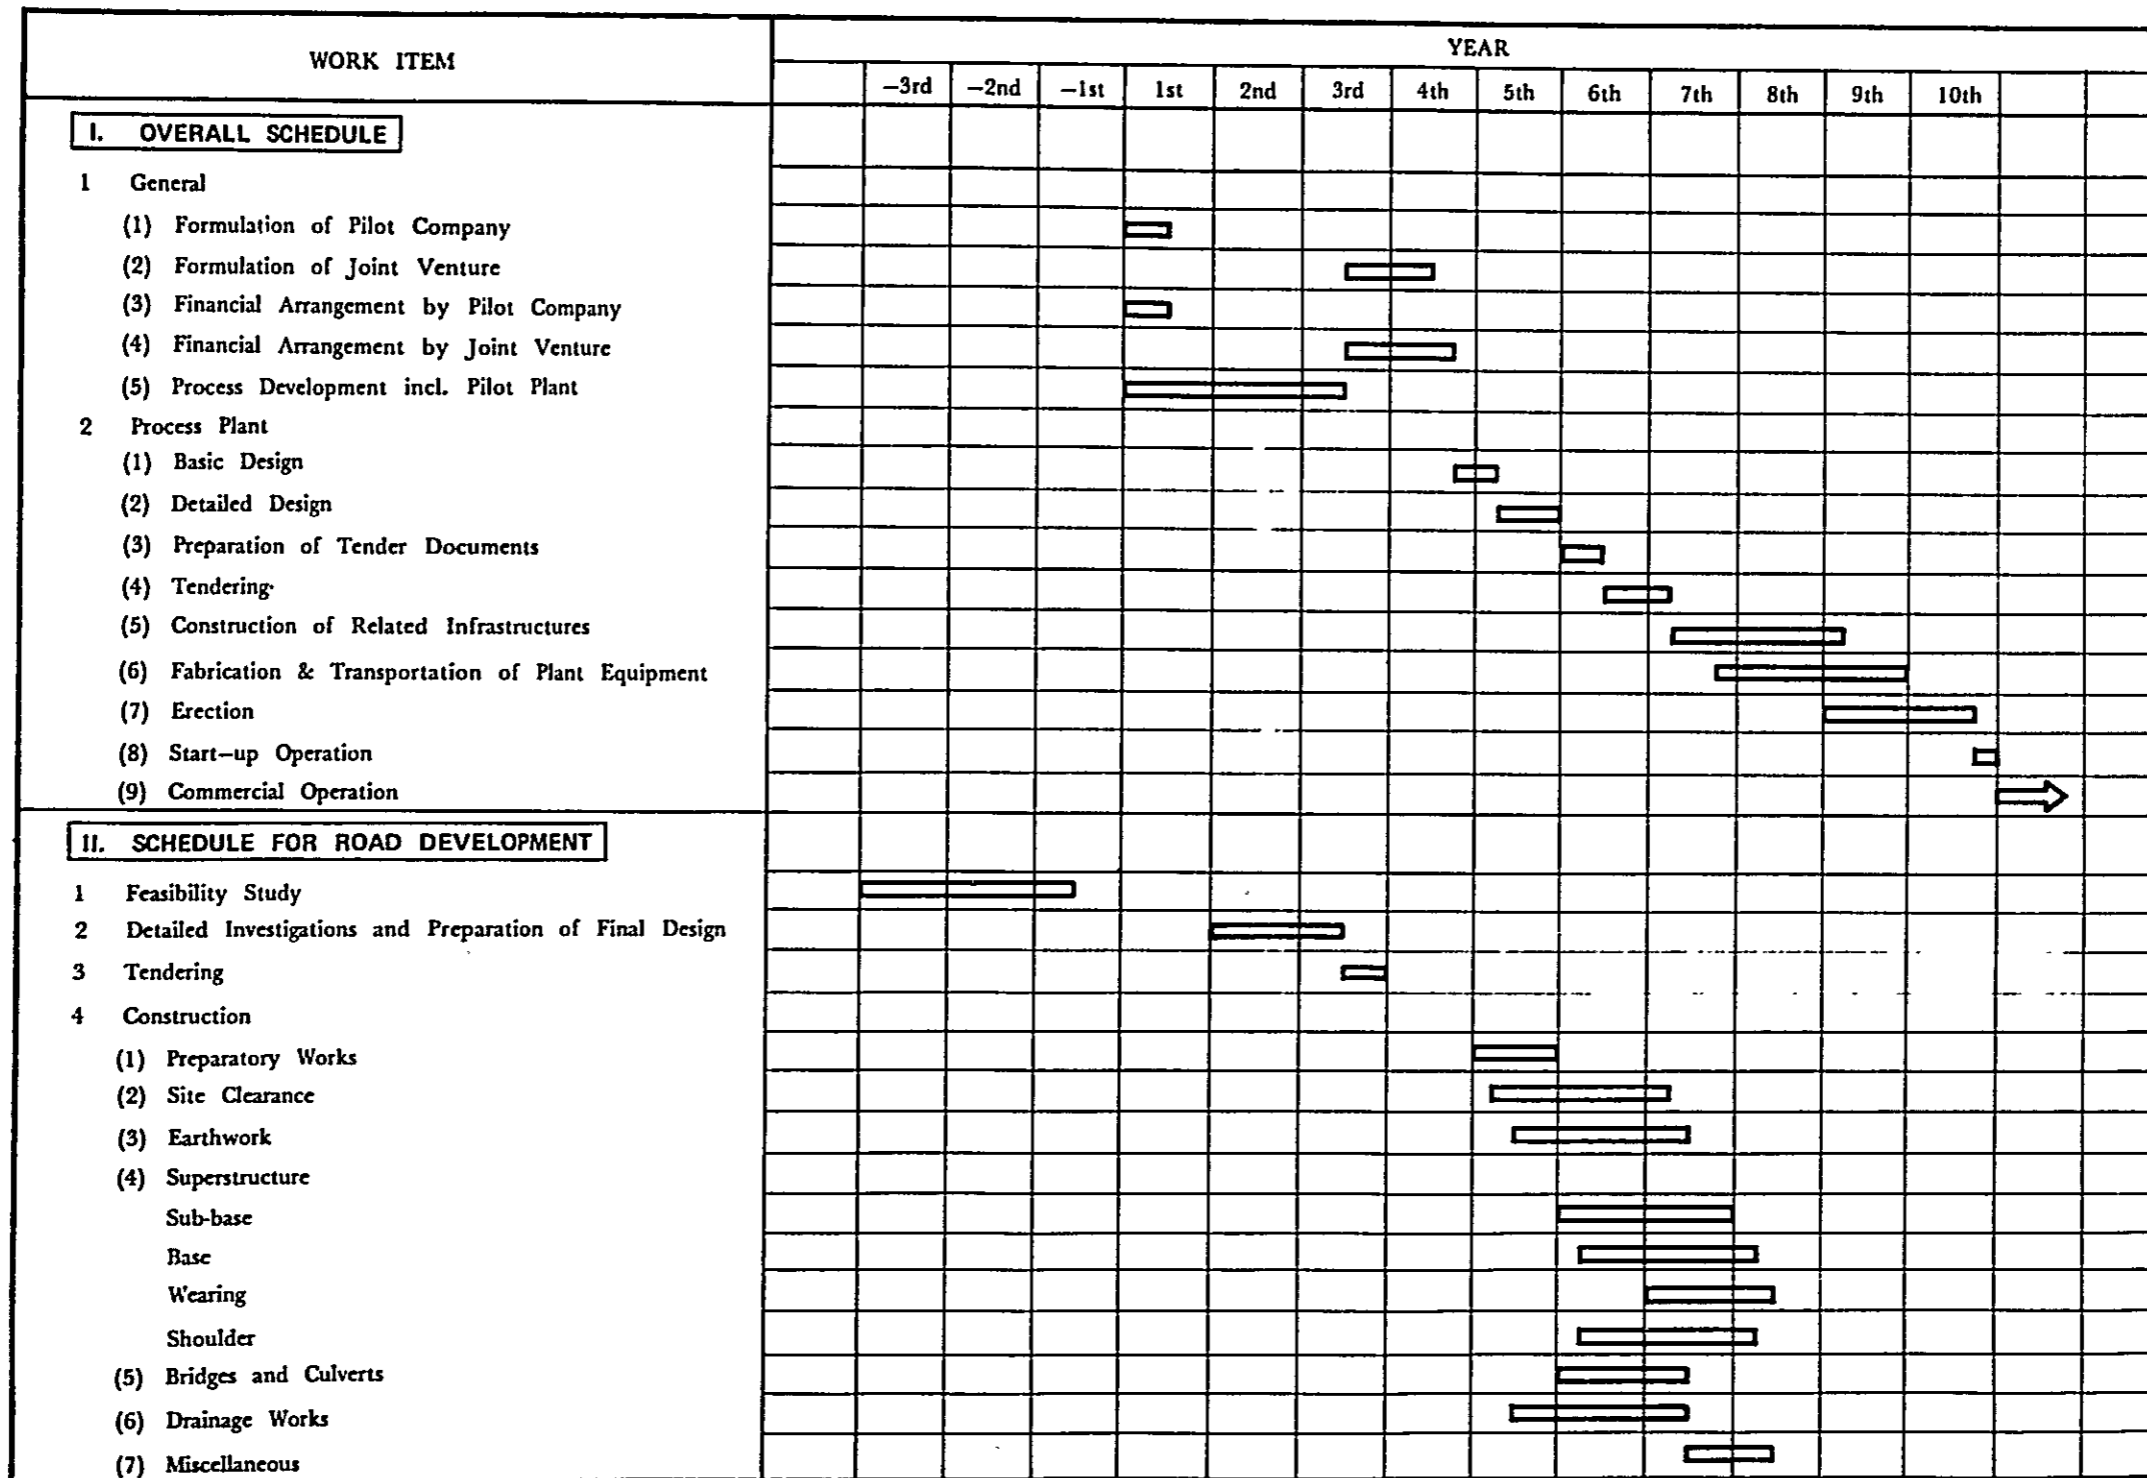 WORK ITEM
YEAR
−3rd −2nd −1st 1st 2nd 3rd 4th 5th 6th 7th 8th 9th 10th
I. OVERALL SCHEDULE
1 General
(1) Formulation of Pilot Company
(2) Formulation of Joint Venture
(3) Financial Arrangement by Pilot Company
(4) Financial Arrangement by Joint Venture
(5) Process Development incl. Pilot Plant
2 Process Plant
(1) Basic Design
(2) Detailed Design
(3) Preparation of Tender Documents
(4) Tendering
(5) Construction of Related Infrastructures
(6) Fabrication & Transportation of Plant Equipment
(7) Erection
(8) Start−up Operation
(9) Commercial Operation
II. SCHEDULE FOR ROAD DEVELOPMENT
1 Feasibility Study
2 Detailed Investigations and Preparation of Final Design
3 Tendering
4 Construction
(1) Preparatory Works
(2) Site Clearance
(3) Earthwork
(4) Superstructure
Sub-base
Base
Wearing
Shoulder
(5) Bridges and Culverts
(6) Drainage Works
(7) Miscellaneous